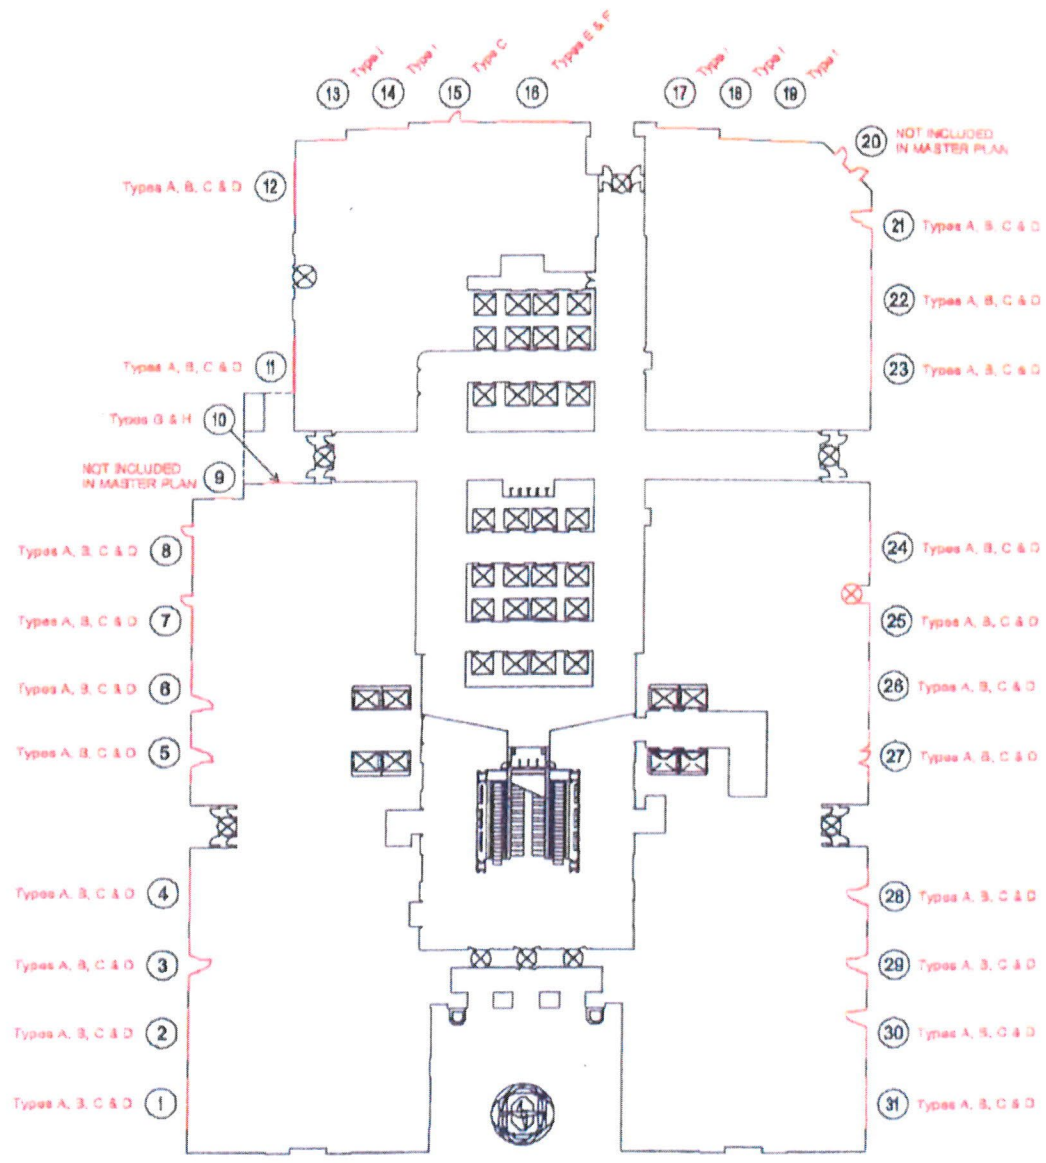 Type I
Type I
Type C
Types E & F
13
14
15
16
Type I
Type I
Type I
17
18
19
20 NOT INCLUDED
IN MASTER PLAN
Types A, B, C & D 12
21 Types A, B, C & D
22 Types A, B, C & D
Types A, B, C & D 11
23 Types A, B, C & D
Types G & H 10
NOT INCLUDED
IN MASTER PLAN 9
Types A, B, C & D 8
24 Types A, B, C & D
Types A, B, C & D 7
25 Types A, B, C & D
Types A, B, C & D 6
26 Types A, B, C & D
Types A, B, C & D 5
27 Types A, B, C & D
Types A, B, C & D 4
28 Types A, B, C & D
Types A, B, C & D 3
29 Types A, B, C & D
Types A, B, C & D 2
30 Types A, B, C & D
Types A, B, C & D 1
31 Types A, B, C & D